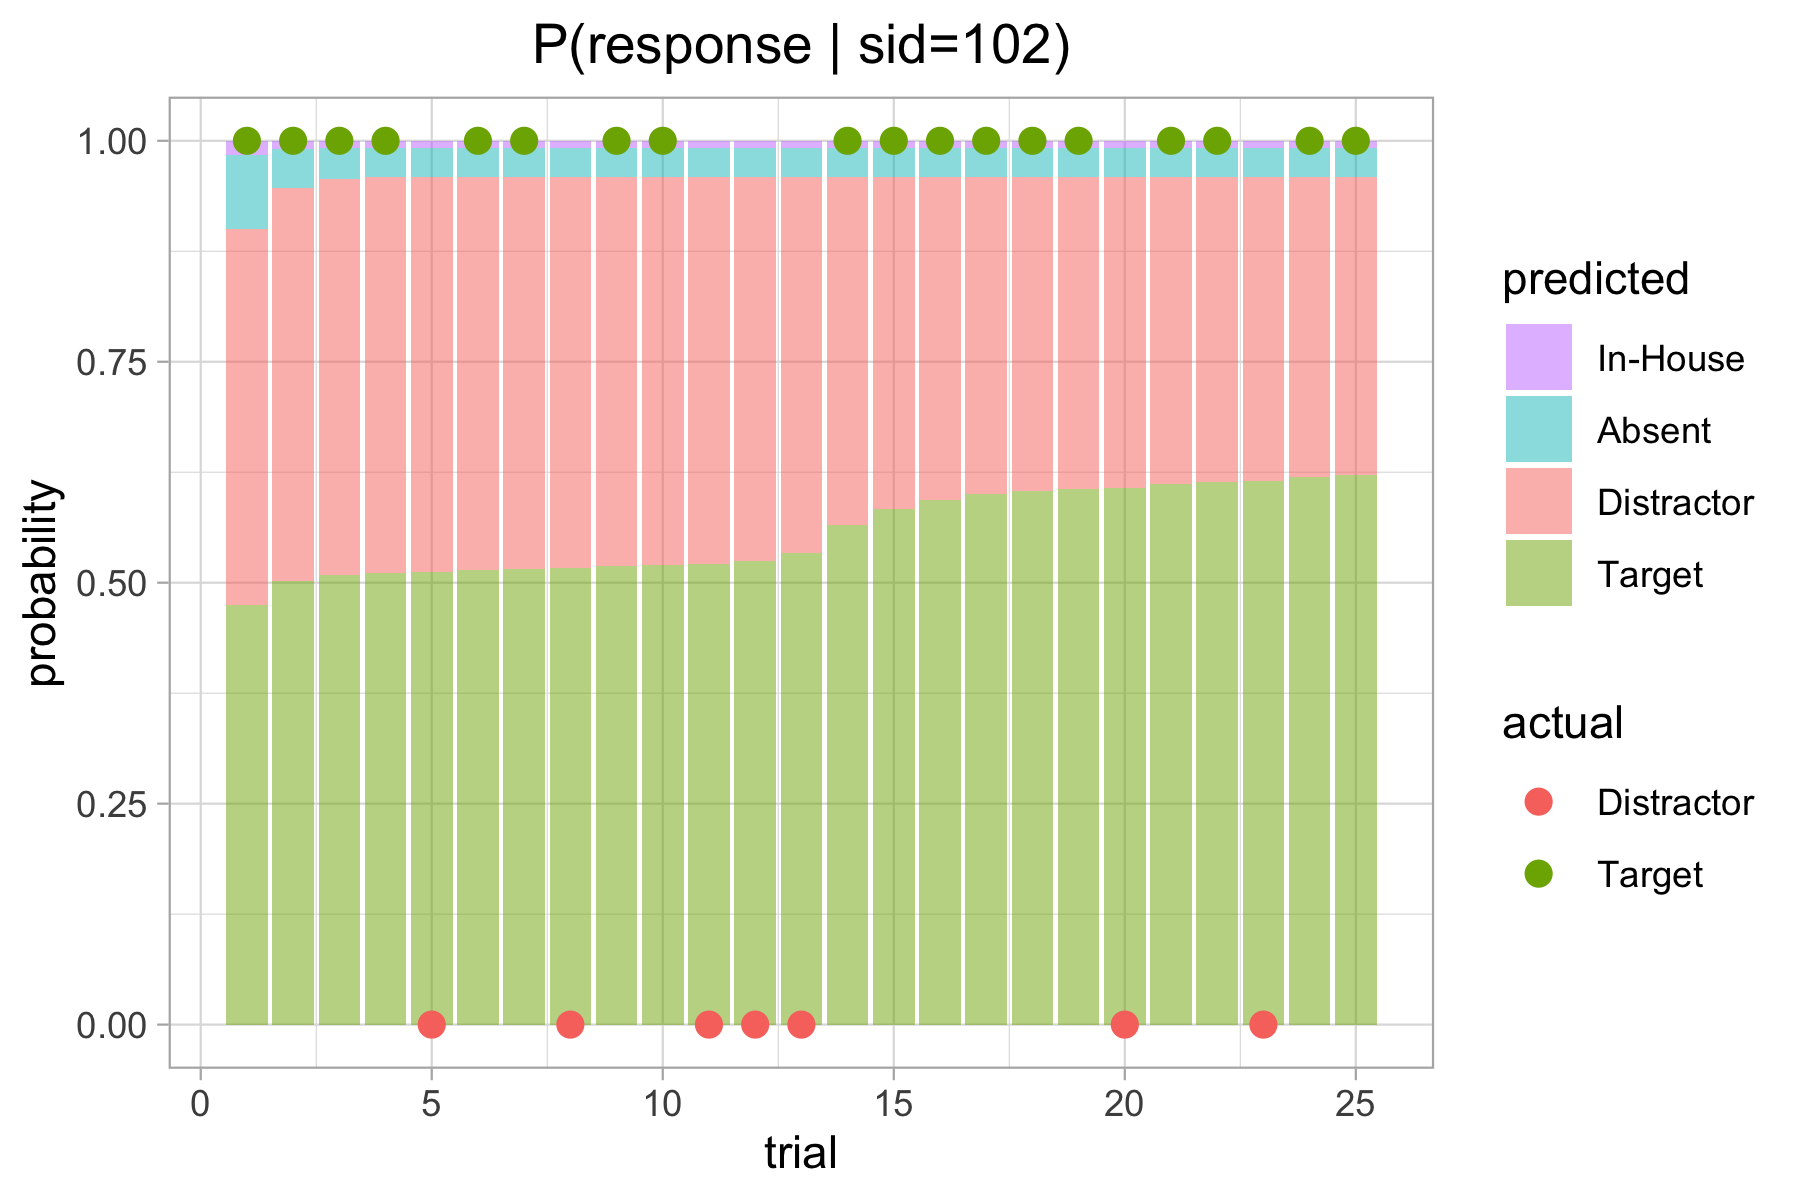 P(response | sid=102)
1.00
0.75
0.50
0.25
0.00
probability
0 5 10 15 20 25
trial
predicted
In-House
Absent
Distractor
Target
actual
Distractor
Target